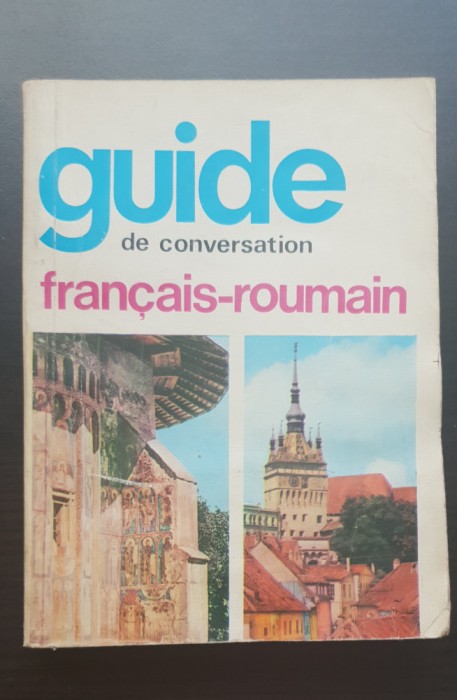 guide
de conversation
français-roumain